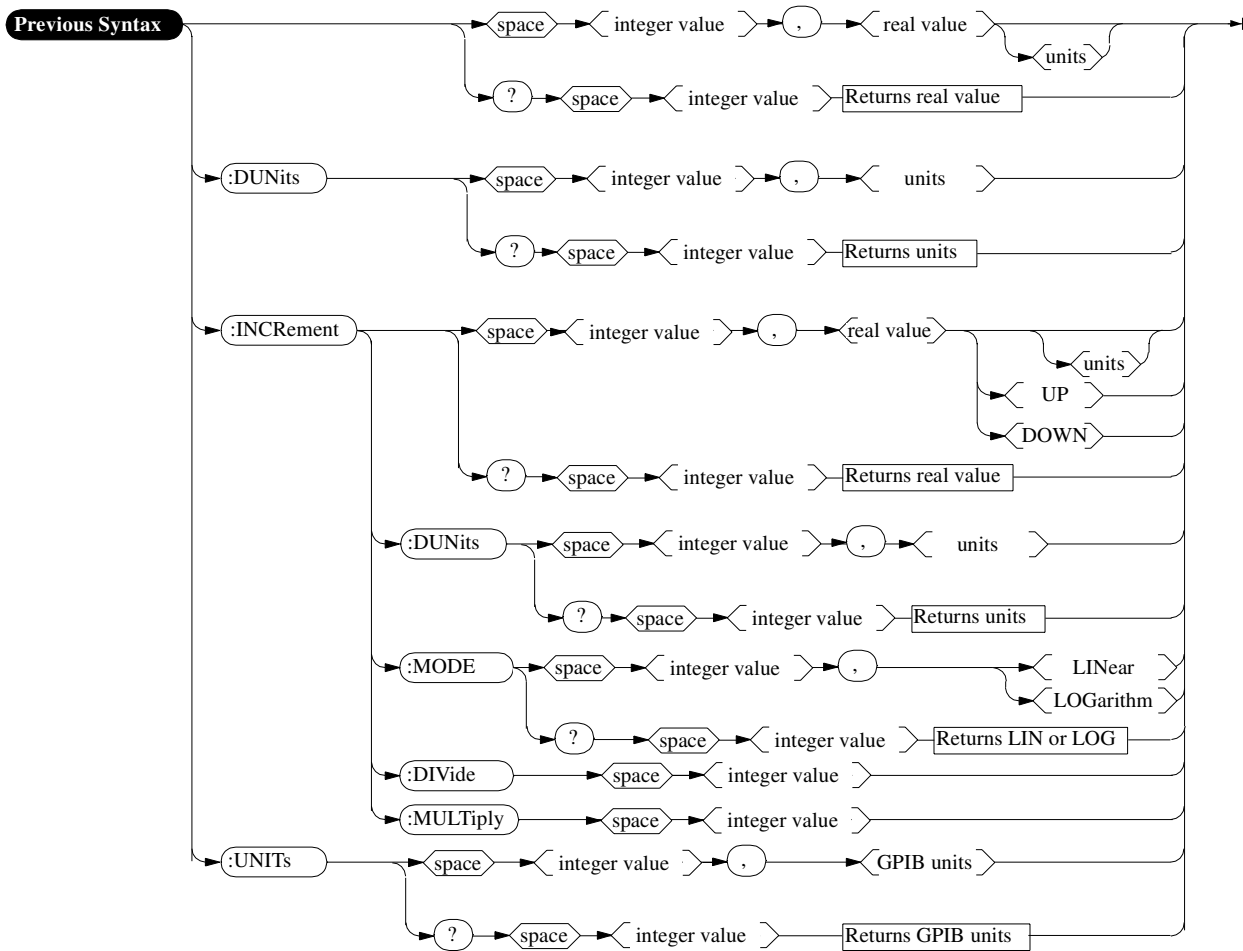 Previous Syntax space integer value , real value
units
? space integer value Returns real value
:DUNits space integer value , units
? space integer value Returns units
:INCRement space integer value , real value
units
UP
DOWN
? space integer value Returns real value
:DUNits space integer value , units
? space integer value Returns units
:MODE space integer value , LINear
LOGarithm
? space integer value Returns LIN or LOG
:DIVide space integer value
:MULTiply space integer value
:UNITs space integer value , GPIB units
? space integer value Returns GPIB units